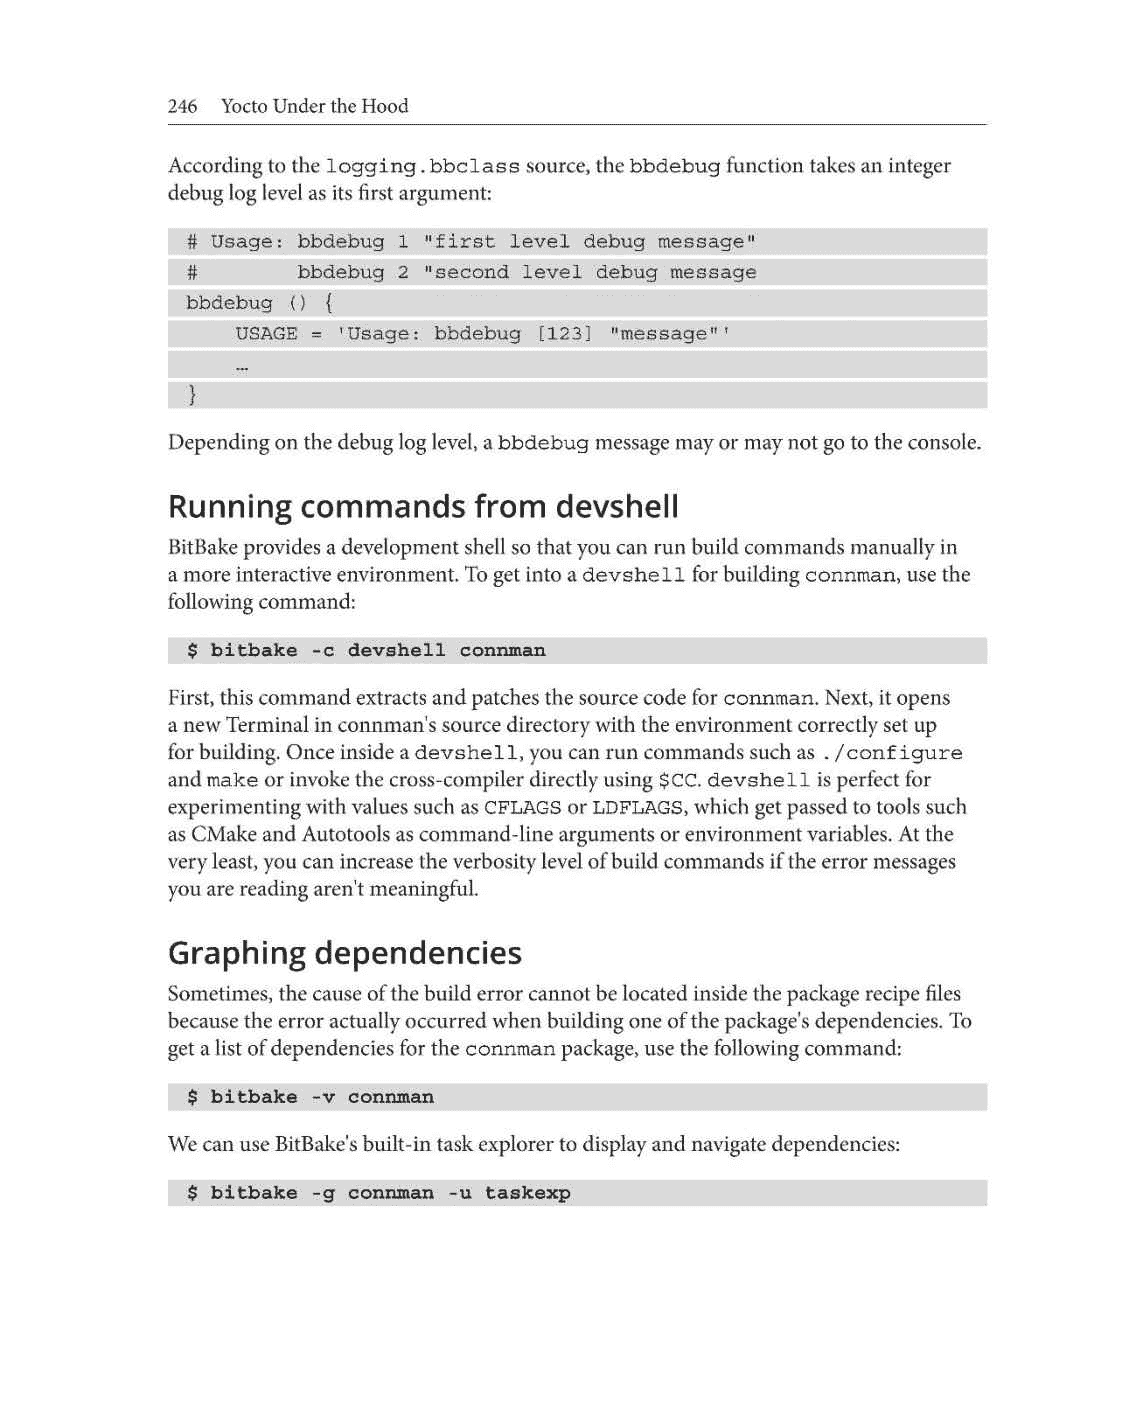 246 Yocto Under the Hood
According to the logging.bbclass source, the bbdebug function takes an integer
debug log level as its first argument:
# Usage: bbdebug 1 "first level debug message"
#        bbdebug 2 "second level debug message
bbdebug () {
    USAGE = 'Usage: bbdebug [123] "message"'
    …
}
Depending on the debug log level, a bbdebug message may or may not go to the console.
Running commands from devshell
BitBake provides a development shell so that you can run build commands manually in
a more interactive environment. To get into a devshell for building connman, use the
following command:
$ bitbake -c devshell connman
First, this command extracts and patches the source code for connman. Next, it opens
a new Terminal in connman's source directory with the environment correctly set up
for building. Once inside a devshell, you can run commands such as ./configure
and make or invoke the cross-compiler directly using $CC. devshell is perfect for
experimenting with values such as CFLAGS or LDFLAGS, which get passed to tools such
as CMake and Autotools as command-line arguments or environment variables. At the
very least, you can increase the verbosity level of build commands if the error messages
you are reading aren't meaningful.
Graphing dependencies
Sometimes, the cause of the build error cannot be located inside the package recipe files
because the error actually occurred when building one of the package's dependencies. To
get a list of dependencies for the connman package, use the following command:
$ bitbake -v connman
We can use BitBake's built-in task explorer to display and navigate dependencies:
$ bitbake -g connman -u taskexp